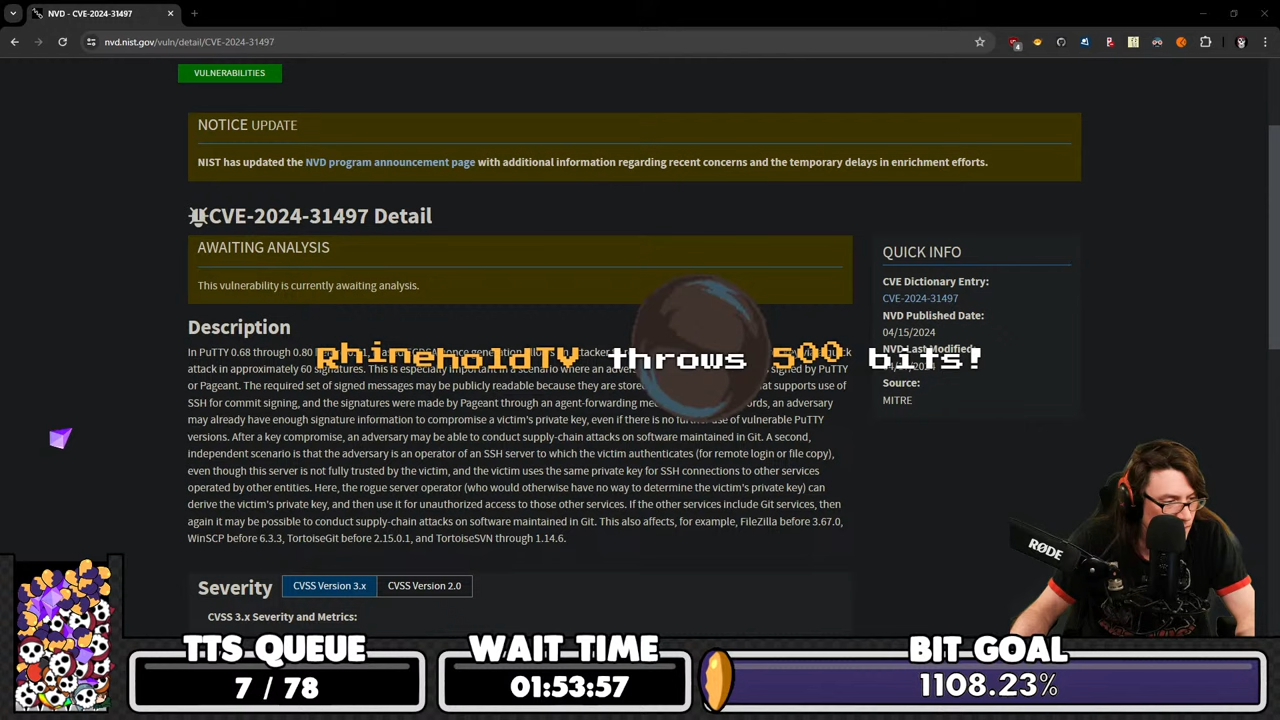 NVD - CVE-2024-31497
nvd.nist.gov/vuln/detail/CVE-2024-31497
4
VULNERABILITIES
NOTICE UPDATE
NIST has updated the NVD program announcement page with additional information regarding recent concerns and the temporary delays in enrichment efforts.
CVE-2024-31497 Detail
AWAITING ANALYSIS
This vulnerability is currently awaiting analysis.
QUICK INFO
CVE Dictionary Entry:
CVE-2024-31497
NVD Published Date:
04/15/2024
NVD Last Modified:
Source:
MITRE
Description
In PuTTY 0.68 through 0.80 nonce generation attacker quick
RhineholdTV throws 500 bits!
attack in approximately 60 signatures. This is especially important in a scenario where an signed by PuTTY
or Pageant. The required set of signed messages may be publicly readable because they are stored that supports use of
SSH for commit signing, and the signatures were made by Pageant through an agent-forwarding an adversary
may already have enough signature information to compromise a victim's private key, even if there is no further use of vulnerable PuTTY
versions. After a key compromise, an adversary may be able to conduct supply-chain attacks on software maintained in Git. A second,
independent scenario is that the adversary is an operator of an SSH server to which the victim authenticates (for remote login or file copy),
even though this server is not fully trusted by the victim, and the victim uses the same private key for SSH connections to other services
operated by other entities. Here, the rogue server operator (who would otherwise have no way to determine the victim's private key) can
derive the victim's private key, and then use it for unauthorized access to those other services. If the other services include Git services, then
again it may be possible to conduct supply-chain attacks on software maintained in Git. This also affects, for example, FileZilla before 3.67.0,
WinSCP before 6.3.3, TortoiseGit before 2.15.0.1, and TortoiseSVN through 1.14.6.
Severity
CVSS Version 3.x
CVSS Version 2.0
CVSS 3.x Severity and Metrics:
RØDE
TTS QUEUE
7 / 78
WAIT TIME
01:53:57
BIT GOAL
1108.23%